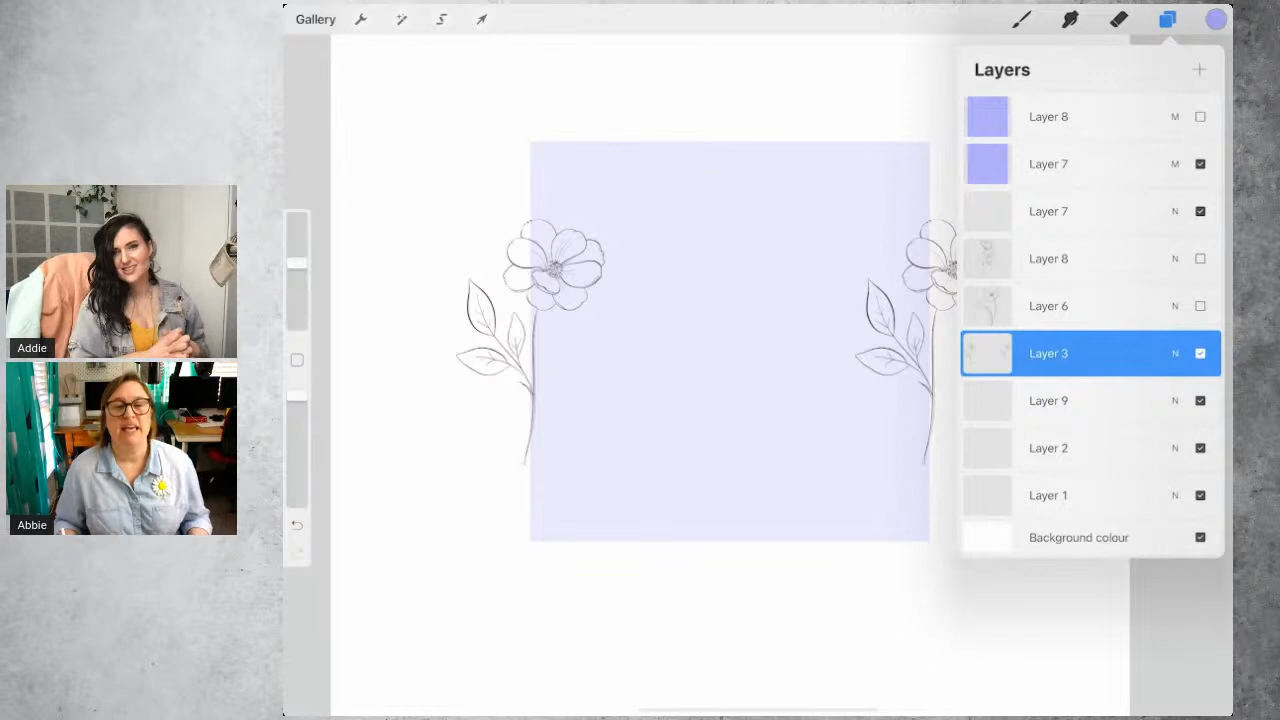 Gallery
Layers
Layer 8 M
Layer 7 M
Layer 7 N
Layer 8 N
Layer 6 N
Layer 3 N
Layer 9 N
Layer 2 N
Layer 1 N
Background colour
Addie
Abbie